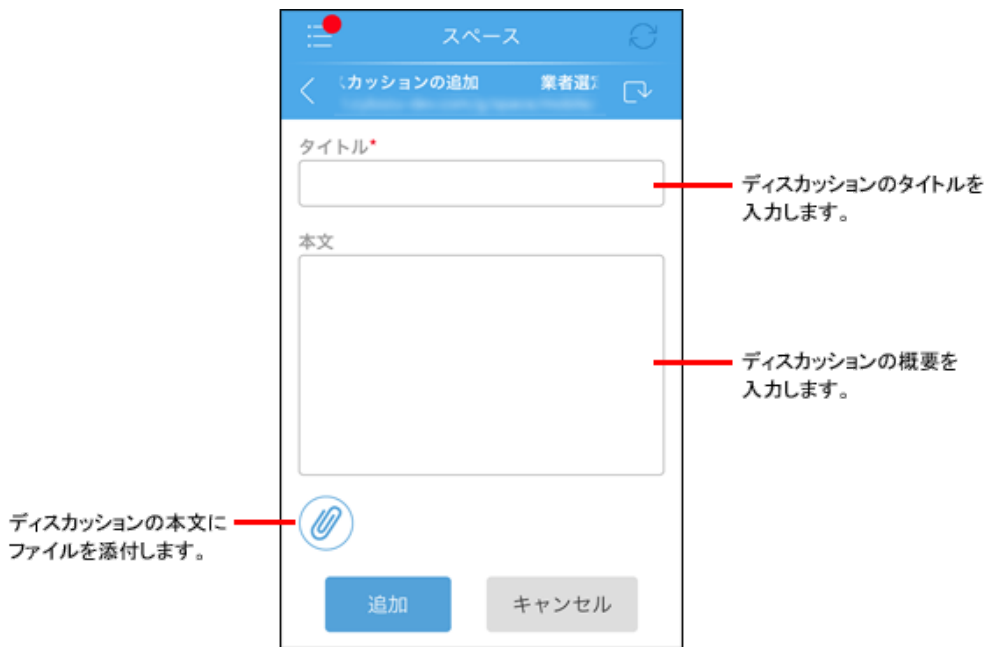 スペース
カッションの追加 業者選
タイトル*
ディスカッションのタイトルを
入力します。
本文
ディスカッションの概要を
入力します。
ディスカッションの本文に
ファイルを添付します。
追加 キャンセル